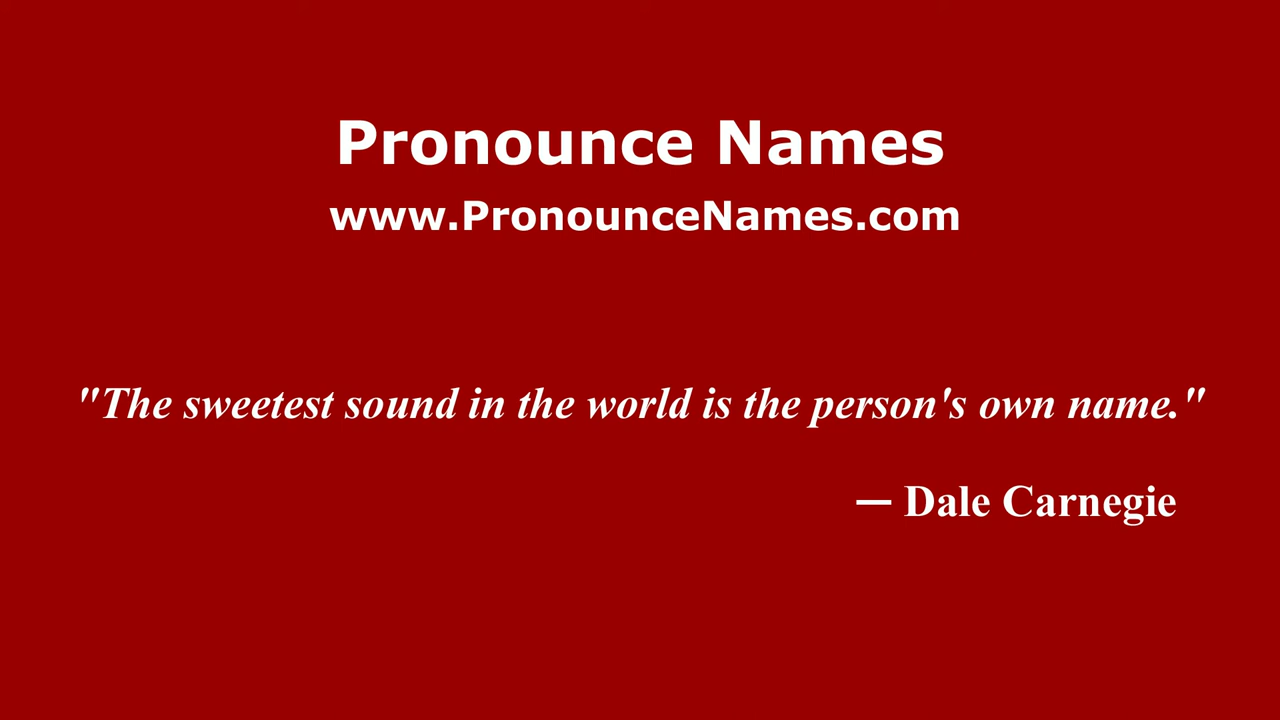 Pronounce Names
www.PronounceNames.com
"The sweetest sound in the world is the person's own name."
— Dale Carnegie